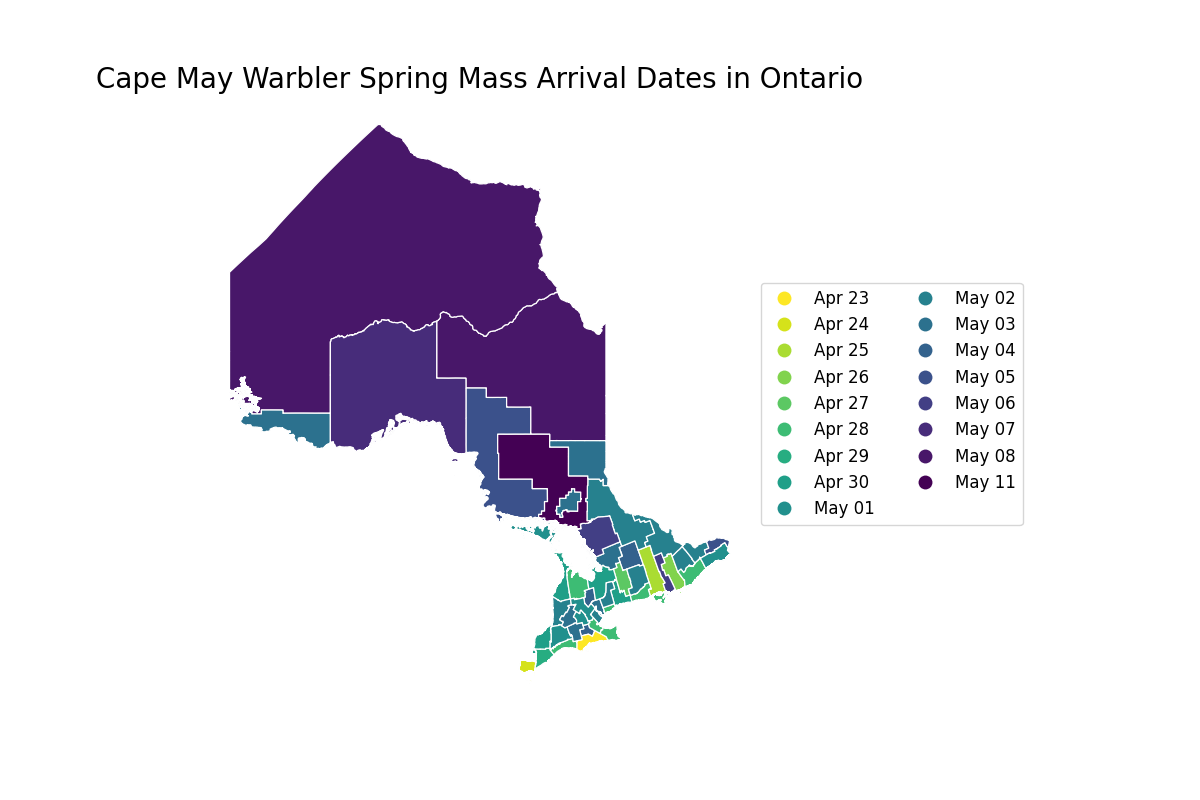 Cape May Warbler Spring Mass Arrival Dates in Ontario
Apr 23
Apr 24
Apr 25
Apr 26
Apr 27
Apr 28
Apr 29
Apr 30
May 01
May 02
May 03
May 04
May 05
May 06
May 07
May 08
May 11